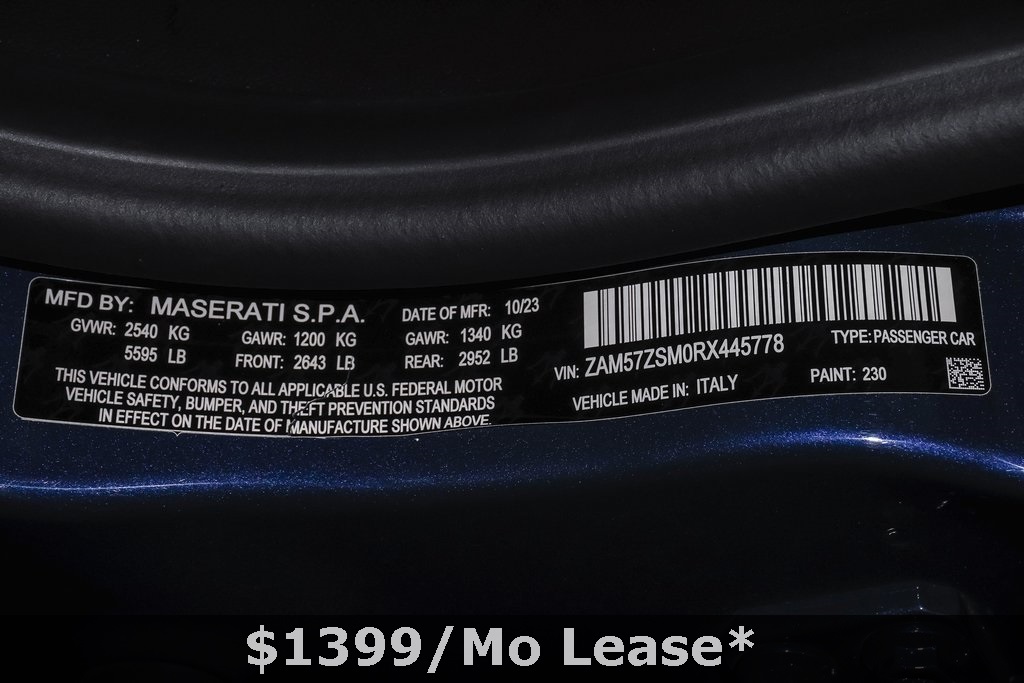 MFD BY: MASERATI S.P.A. DATE OF MFR: 10/23
GVWR: 2540 KG GAWR: 1200 KG GAWR: 1340 KG
5595 LB FRONT: 2643 LB REAR: 2952 LB
THIS VEHICLE CONFORMS TO ALL APPLICABLE U.S. FEDERAL MOTOR
VEHICLE SAFETY, BUMPER, AND THEFT PREVENTION STANDARDS
IN EFFECT ON THE DATE OF MANUFACTURE SHOWN ABOVE.
VIN: ZAM57ZSM0RX445778 TYPE: PASSENGER CAR
VEHICLE MADE IN: ITALY PAINT: 230
$1399/Mo Lease*